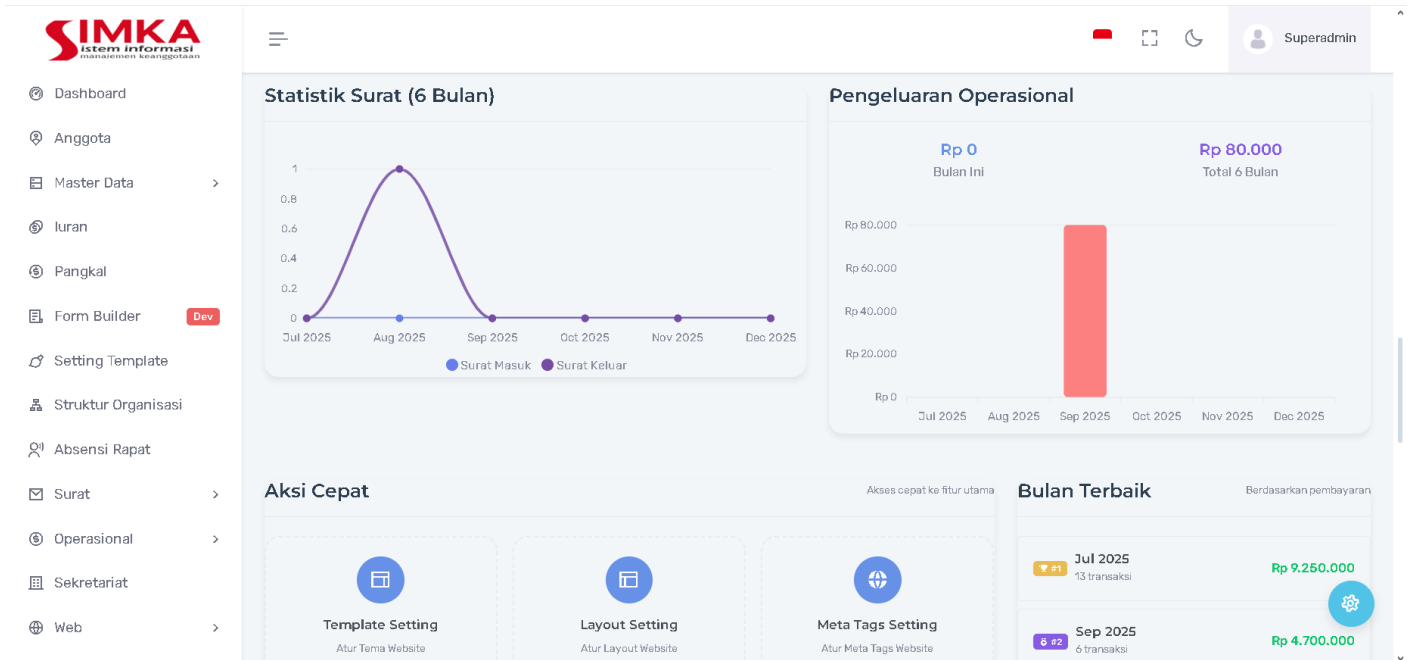 SIMKA
sistem informasi
manajemen keanggotaan
Dashboard
Anggota
Master Data
Iuran
Pangkal
Form Builder Dev
Setting Template
Struktur Organisasi
Absensi Rapat
Surat
Operasional
Sekretariat
Web
Superadmin
Statistik Surat (6 Bulan)
1
0.8
0.6
0.4
0.2
0
Jul 2025 Aug 2025 Sep 2025 Oct 2025 Nov 2025 Dec 2025
Surat Masuk Surat Keluar
Pengeluaran Operasional
Rp 0 Rp 80.000
Bulan Ini Total 6 Bulan
Rp 80.000
Rp 60.000
Rp 40.000
Rp 20.000
Rp 0
Jul 2025 Aug 2025 Sep 2025 Oct 2025 Nov 2025 Dec 2025
Aksi Cepat Akses cepat ke fitur utama
Template Setting
Atur Tema Website
Layout Setting
Atur Layout Website
Meta Tags Setting
Atur Meta Tags Website
Bulan Terbaik Berdasarkan pembayaran
#1 Jul 2025 Rp 9.250.000
13 transaksi
#2 Sep 2025 Rp 4.700.000
6 transaksi